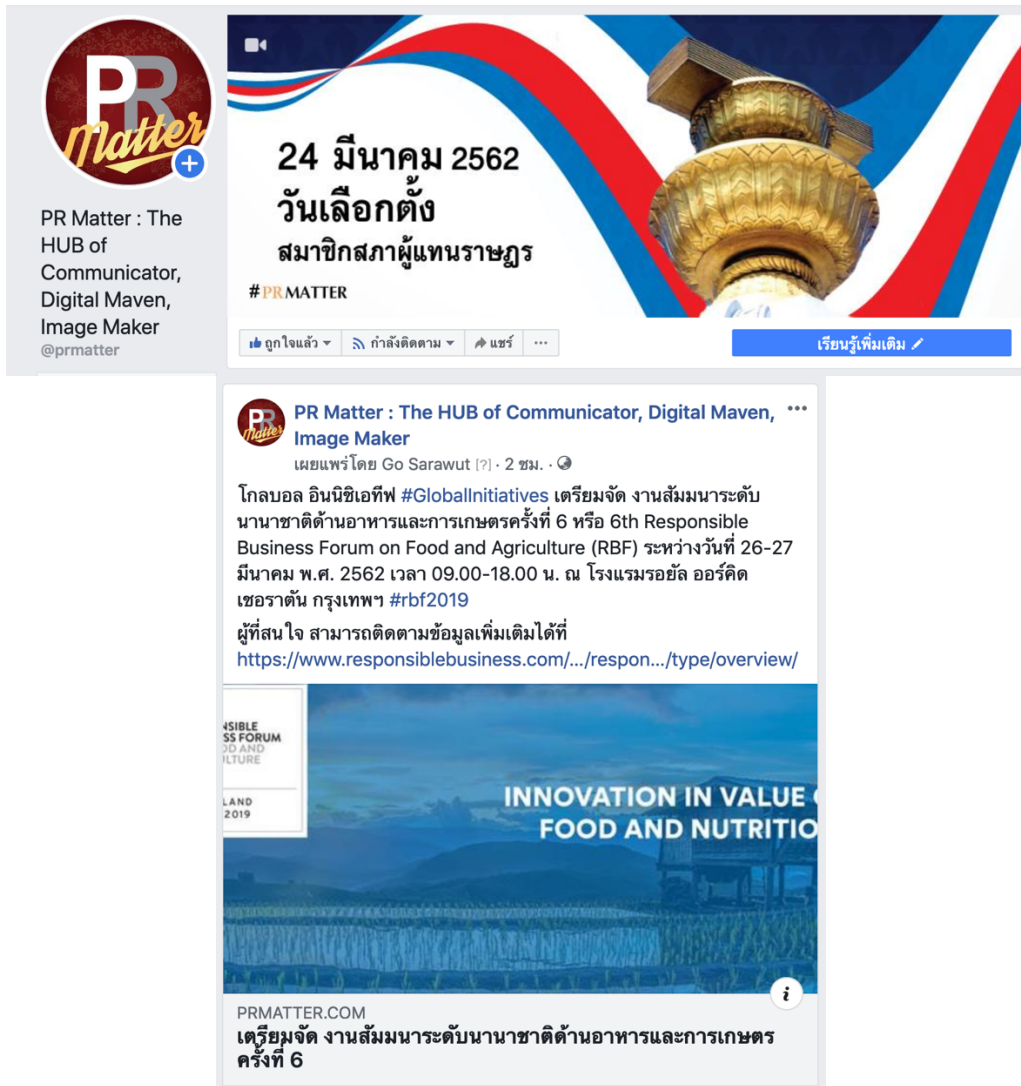 PR
Matter
PR Matter : The
HUB of
Communicator,
Digital Maven,
Image Maker
@prmatter
24 มีนาคม 2562
วันเลือกตั้ง
สมาชิกสภาผู้แทนราษฎร
#PRMATTER
ถูกใจแล้ว กำลังติดตาม แชร์ ···
เรียนรู้เพิ่มเติม
PR
Matter
PR Matter : The HUB of Communicator, Digital Maven, ···
Image Maker
เผยแพร่โดย Go Sarawut [?] · 2 ชม. ·
โกลบอล อินนิชิเอทีฟ #GlobalInitiatives เตรียมจัด งานสัมมนาระดับ
นานาชาติด้านอาหารและการเกษตรครั้งที่ 6 หรือ 6th Responsible
Business Forum on Food and Agriculture (RBF) ระหว่างวันที่ 26-27
มีนาคม พ.ศ. 2562 เวลา 09.00-18.00 น. ณ โรงแรมรอยัล ออร์คิด
เชอราตัน กรุงเทพฯ #rbf2019
ผู้ที่สนใจ สามารถติดตามข้อมูลเพิ่มเติมได้ที่
https://www.responsiblebusiness.com/.../respon.../type/overview/
NSIBLE
SS FORUM
OD AND
LTURE
LAND
2019
INNOVATION IN VALUE
FOOD AND NUTRITIO
i
PRMATTER.COM
เตรียมจัด งานสัมมนาระดับนานาชาติด้านอาหารและการเกษตร
ครั้งที่ 6